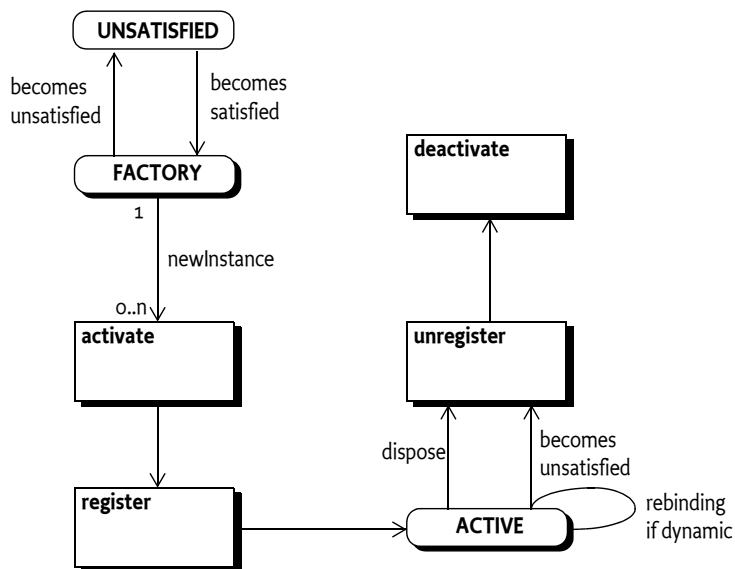 UNSATISFIED
becomes
unsatisfied
becomes
satisfied
FACTORY
1
newInstance
0..n
activate
register
deactivate
unregister
dispose
becomes
unsatisfied
ACTIVE
rebinding
if dynamic